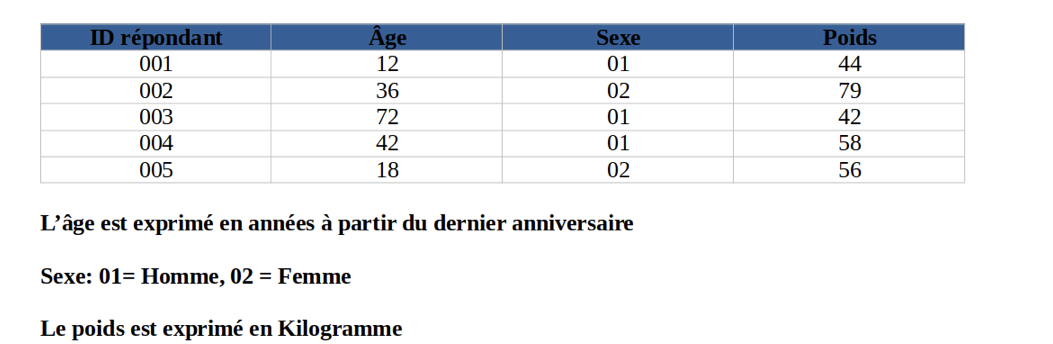 ID répondant Âge Sexe Poids
001 12 01 44
002 36 02 79
003 72 01 42
004 42 01 58
005 18 02 56
L’âge est exprimé en années à partir du dernier anniversaire
Sexe: 01= Homme, 02 = Femme
Le poids est exprimé en Kilogramme